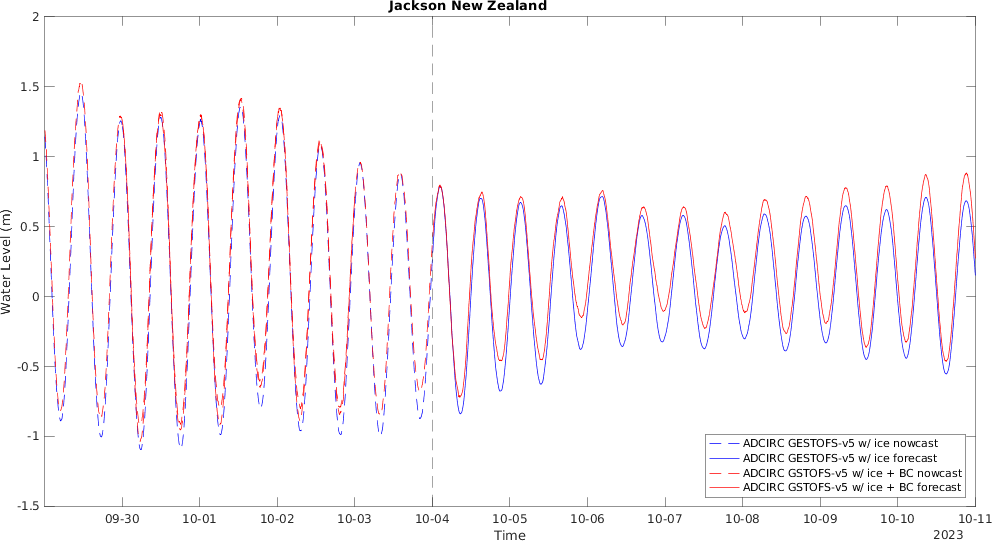 Jackson New Zealand
2
1.5
1
0.5
0
-0.5
-1
-1.5
Water Level (m)
ADCIRC GESTOFS-v5 w/ ice nowcast
ADCIRC GESTOFS-v5 w/ ice forecast
ADCIRC GSTOFS-v5 w/ ice + BC nowcast
ADCIRC GSTOFS-v5 w/ ice + BC forecast
09-30 10-01 10-02 10-03 10-04 10-05 10-06 10-07 10-08 10-09 10-10 10-11
Time
2023